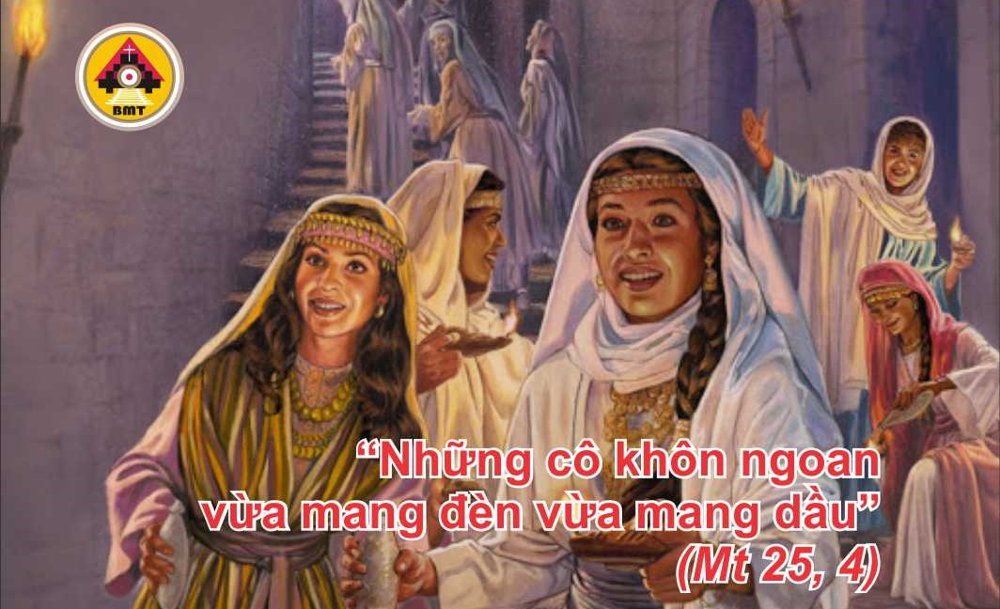 BMT
“Những cô khôn ngoan
vừa mang đèn vừa mang dầu”
(Mt 25, 4)